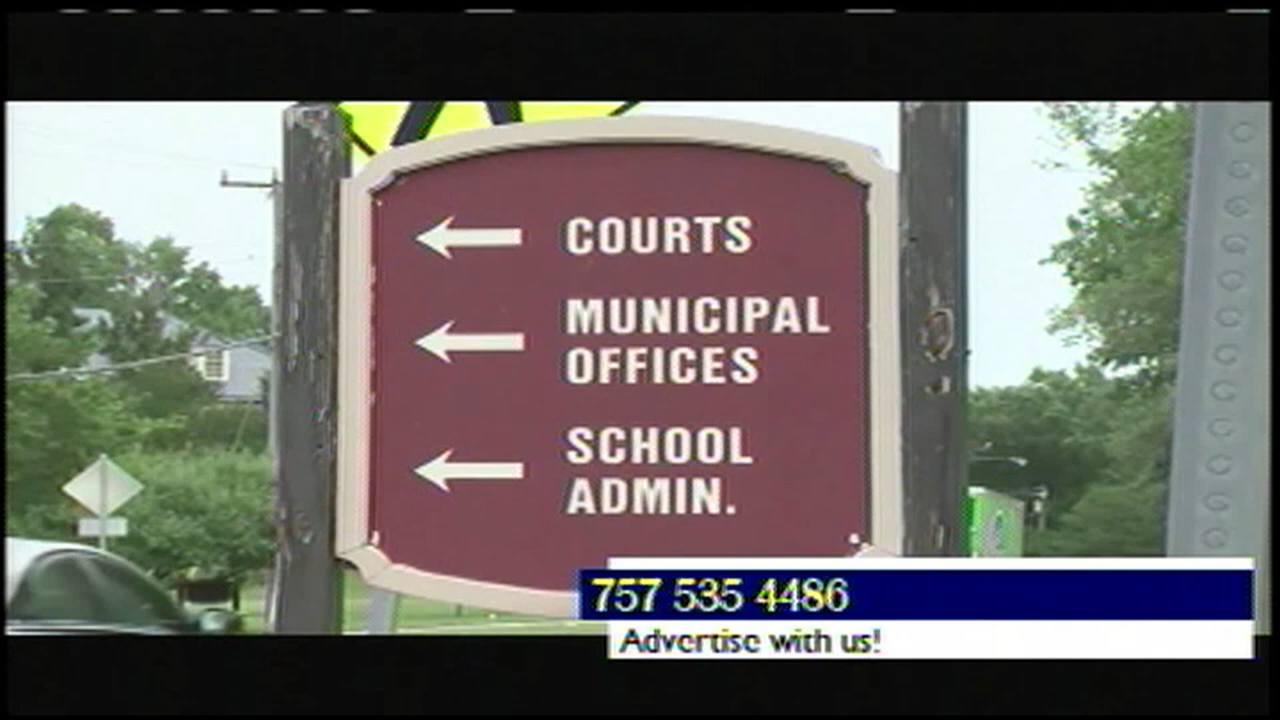 COURTS
MUNICIPAL
OFFICES
SCHOOL
ADMIN.
757 535 4486
Advertise with us!